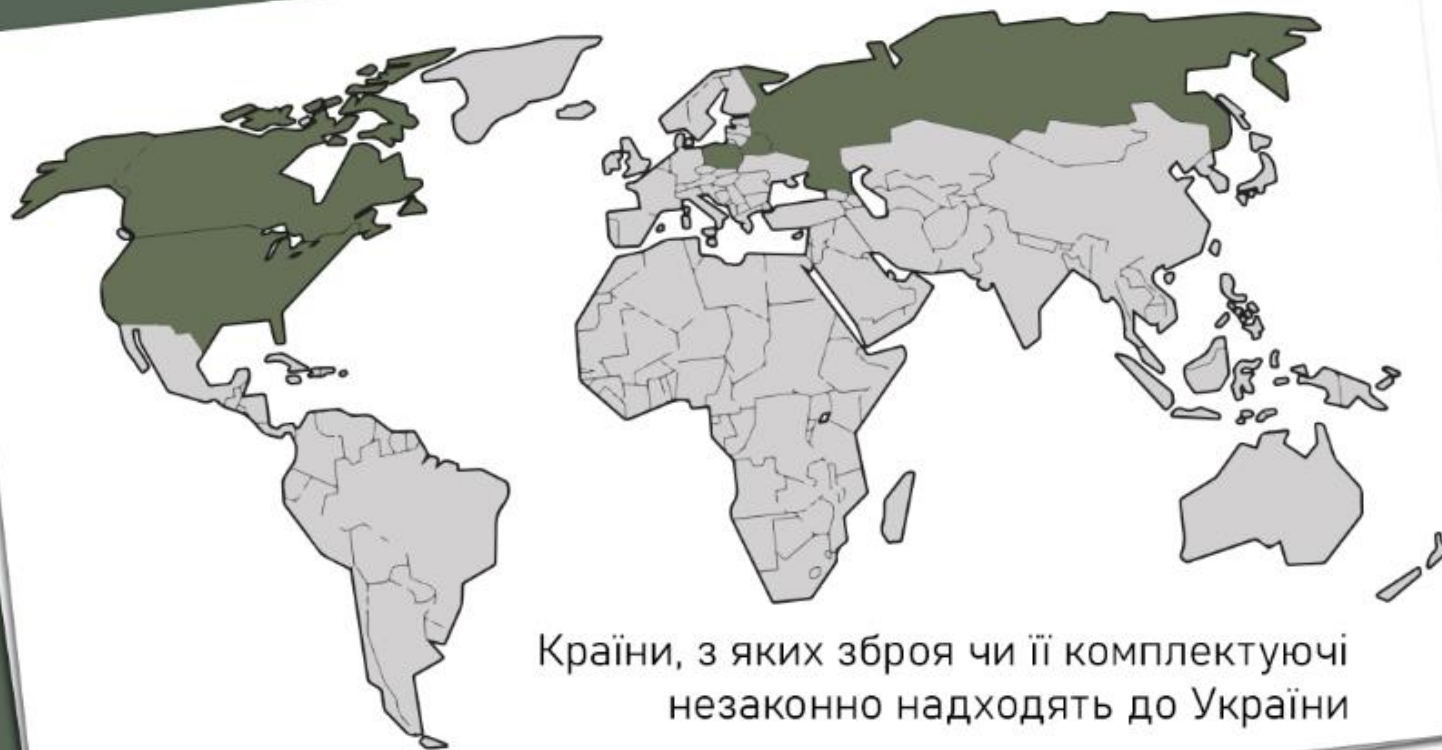 Країни, з яких зброя чи її комплектуючі
незаконно надходять до України